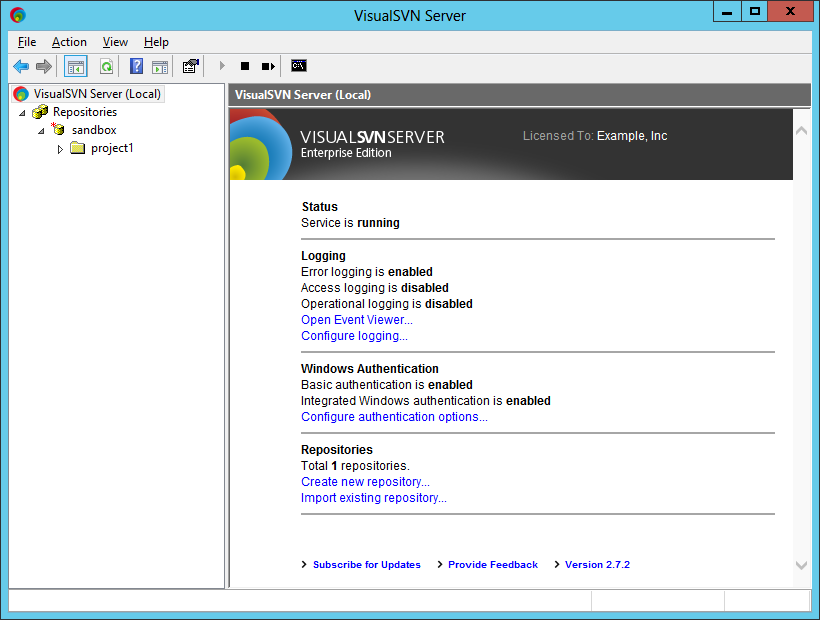 VisualSVN Server
File Action View Help
VisualSVN Server (Local)
Repositories
sandbox
project1
VisualSVN Server (Local)
VISUALSVNSERVER
Enterprise Edition
Licensed To: Example, Inc
Status
Service is running
Logging
Error logging is enabled
Access logging is disabled
Operational logging is disabled
Open Event Viewer...
Configure logging...
Windows Authentication
Basic authentication is enabled
Integrated Windows authentication is enabled
Configure authentication options...
Repositories
Total 1 repositories.
Create new repository...
Import existing repository...
Subscribe for Updates Provide Feedback Version 2.7.2